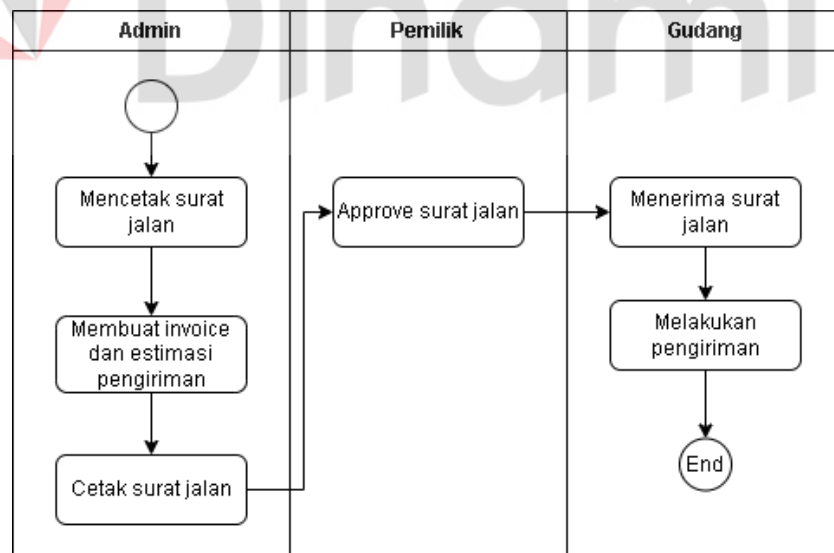 Dinami
Admin
Pemilik
Gudang
Mencetak surat
jalan
Approve surat jalan
Menerima surat
jalan
Membuat invoice
dan estimasi
pengiriman
Melakukan
pengiriman
Cetak surat jalan
End